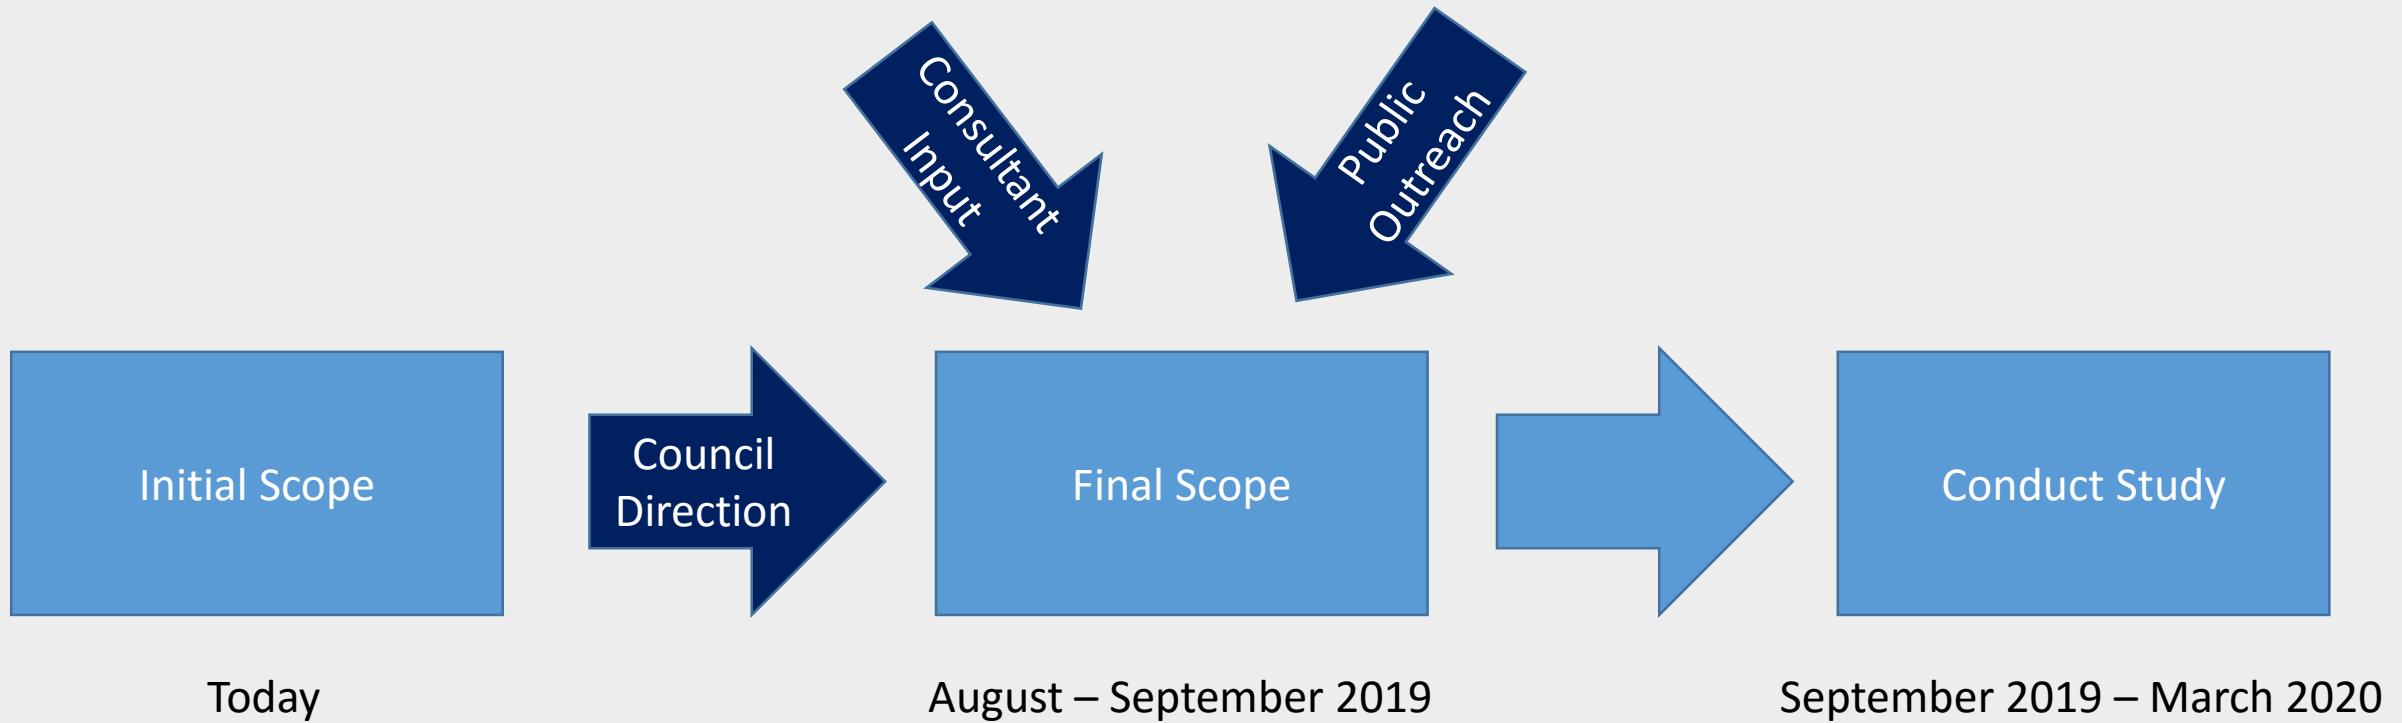 Consultant
Input
Public
Outreach
Initial Scope
Council
Direction
Final Scope
Conduct Study
Today
August – September 2019
September 2019 – March 2020